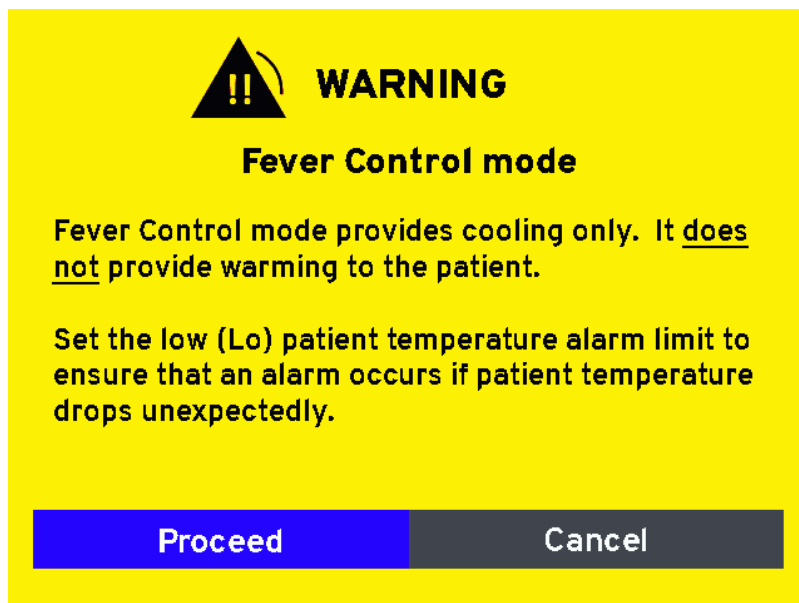 !!
WARNING
Fever Control mode
Fever Control mode provides cooling only. It does
not provide warming to the patient.
Set the low (Lo) patient temperature alarm limit to
ensure that an alarm occurs if patient temperature
drops unexpectedly.
Proceed
Cancel